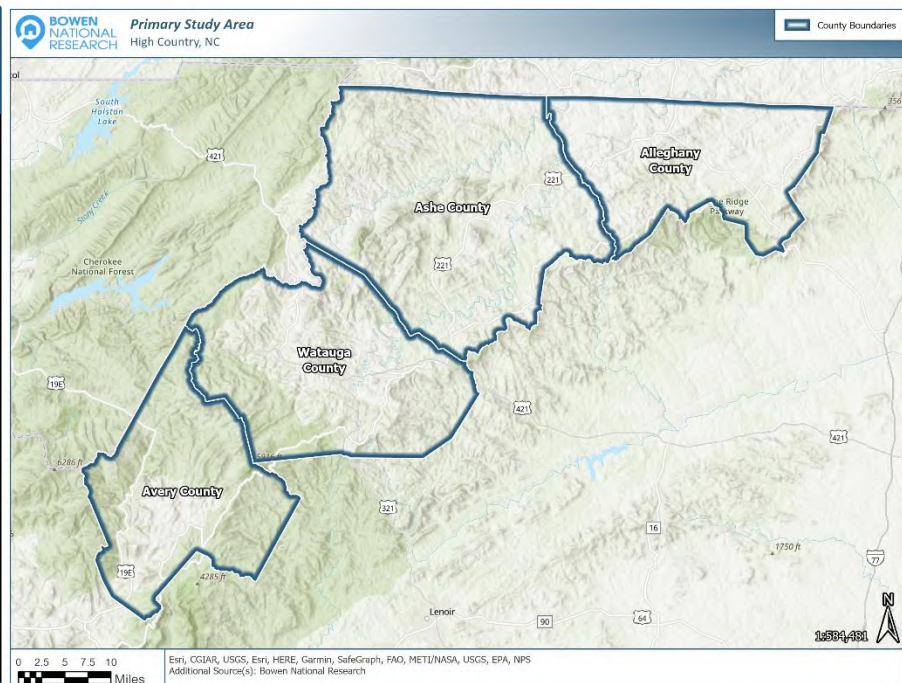 BOWEN
NATIONAL
RESEARCH
Primary Study Area
High Country, NC
County Boundaries
South
Holston
Lake
421
356
Alleghany
County
221
Stony Creek
e Ridge
Parkway
Ashe County
221
Cherokee
National Forest
Watauga
County
19E
421
421
6286 ft
Avery County
321
16
1750 ft
77
19E
4285 ft
Lenoir
90
64
N
1:584,481
0 2.5 5 7.5 10
Miles
Esri, CGIAR, USGS, Esri, HERE, Garmin, SafeGraph, FAO, METI/NASA, USGS, EPA, NPS
Additional Source(s): Bowen National Research